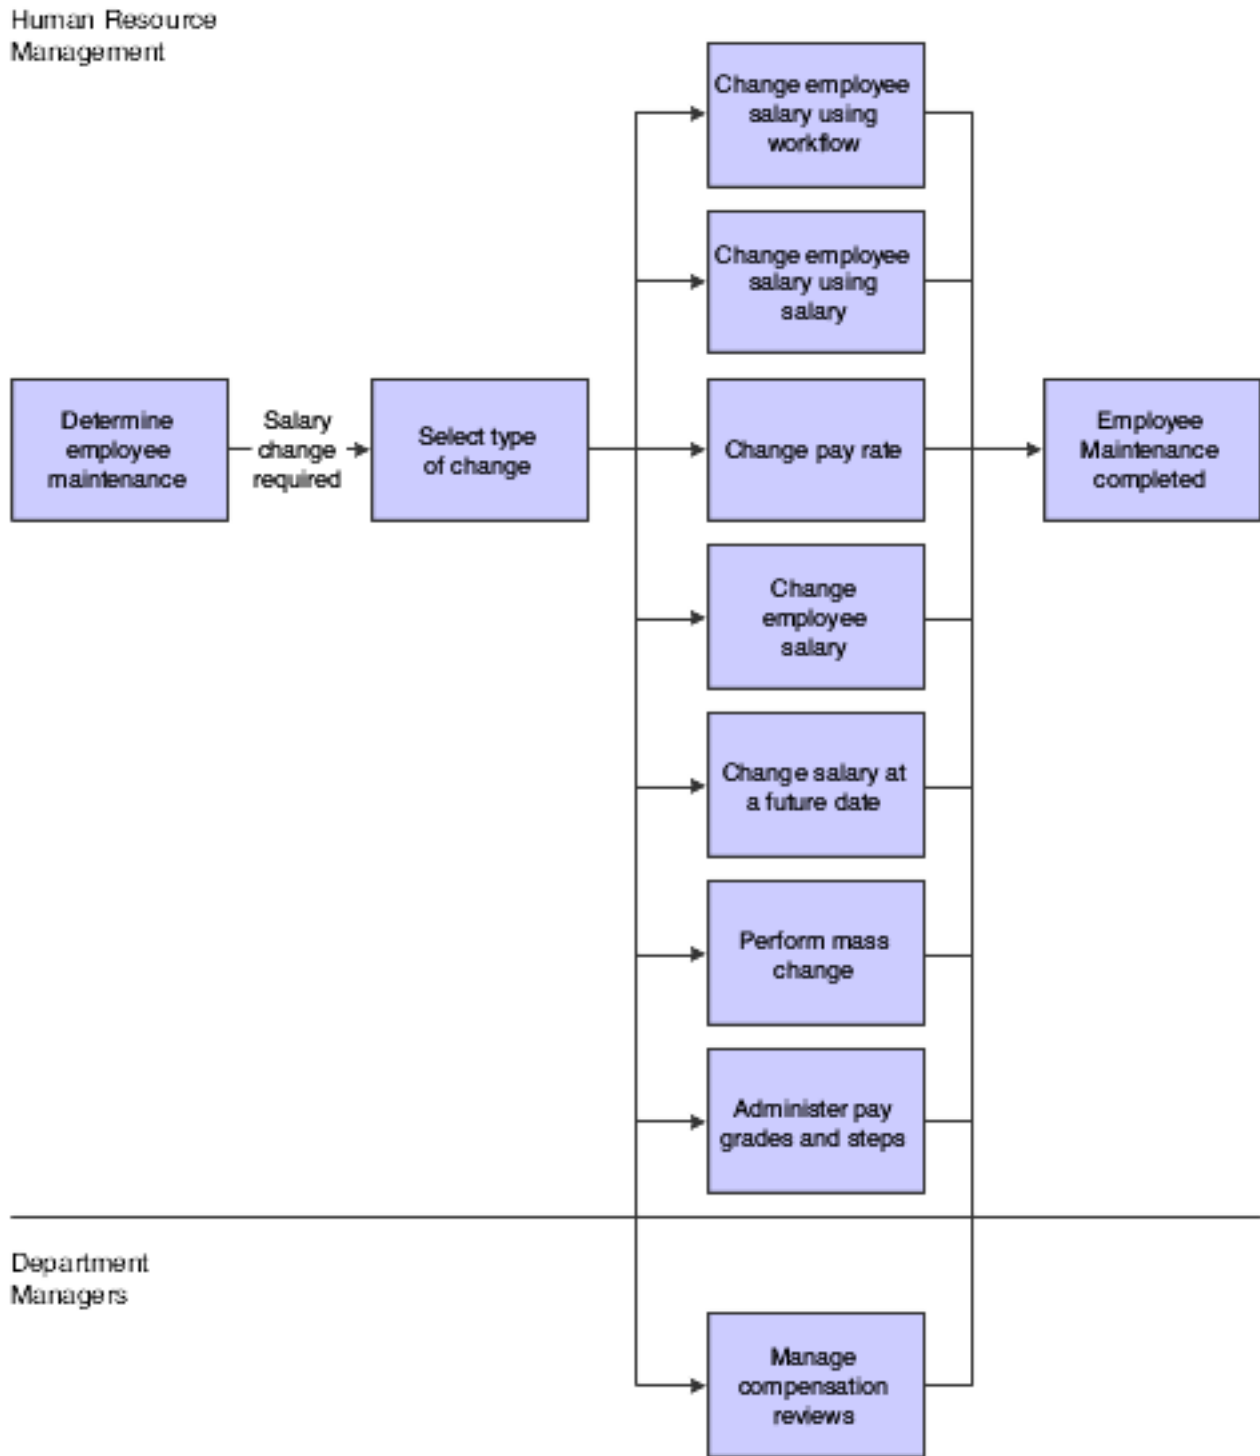 Human Resource
Management
Change employee
salary using
workflow
Change employee
salary using
salary
Determine
employee
maintenance
Salary
change
required
Select type
of change
Change pay rate
Employee
Maintenance
completed
Change
employee
salary
Change salary at
a future date
Perform mass
change
Administer pay
grades and steps
Department
Managers
Manage
compensation
reviews